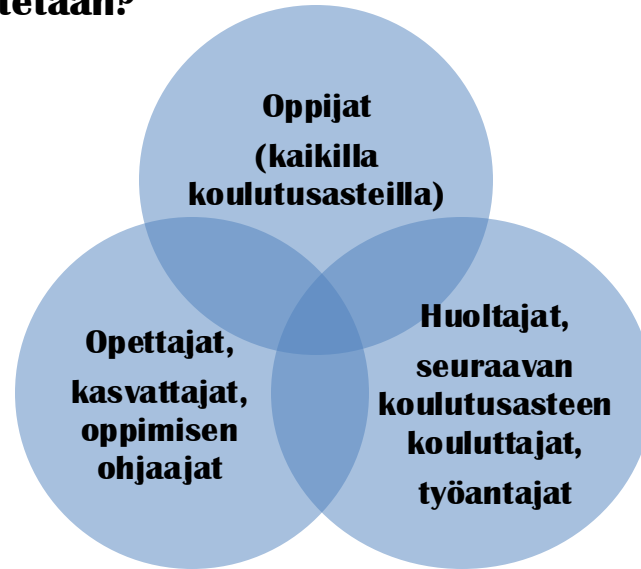 Oppijat
(kaikilla
koulutusasteilla)
Opettajat,
kasvattajat,
oppimisen
ohjaajat
Huoltajat,
seuraavan
koulutusasteen
kouluttajat,
työantajat